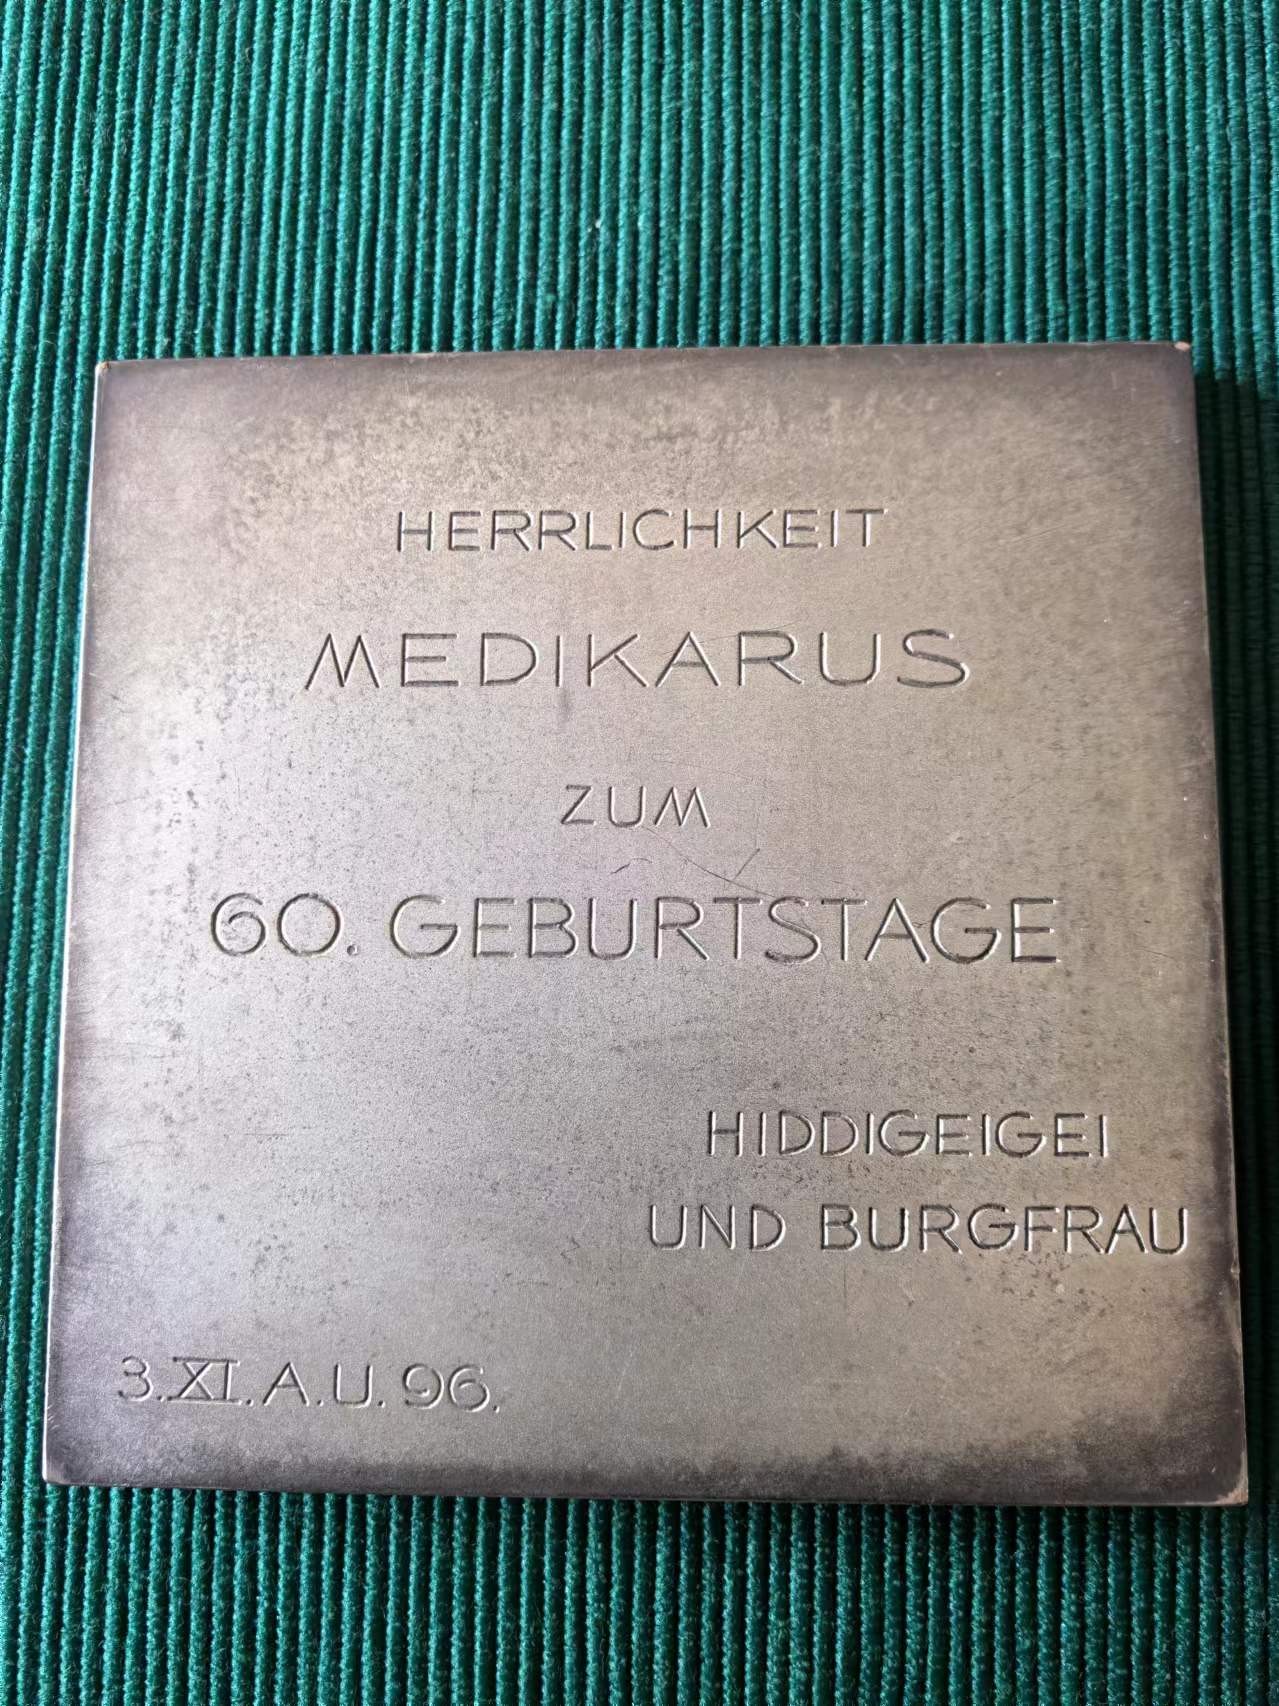 HERRLICHKEIT
MEDIKARUS
ZUM
60. GEBURTSTAGE
HIDDIGEIGEI
UND BURGFRAU
3. XI. A. U. 96.